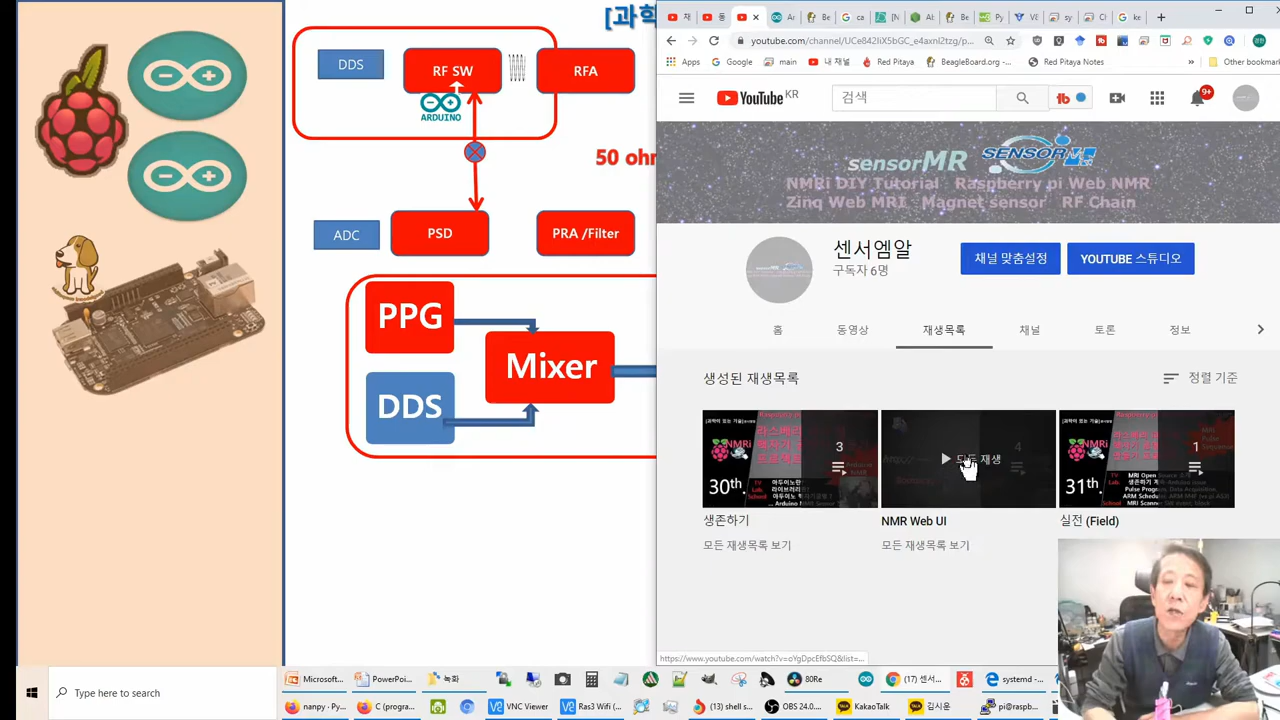 [과학
DDS
RF SW
RFA
ARDUINO
50 ohm
ADC
PSD
PRA /Filter
PPG
Mixer
DDS
youtube.com/channel/UCe842IiX5bGC_e4axnI2tzg/p...
Apps
Google
main
내 채널
Red Pitaya
BeagleBoard.org -
Red Pitaya Notes
»
Other bookmar
YouTube KR
검색
9+
sensorMR SENSOR
NMRi DIY Tutorial Raspberry pi Web NMR
Zinq Web MRI Magnet sensor RF Chain
센서엠알
구독자 6명
채널 맞춤설정
YOUTUBE 스튜디오
홈
동영상
재생목록
채널
토론
정보
생성된 재생목록
정렬 기준
3
30th.
모두 재생
4
1
31th.
생존하기
NMR Web UI
실전 (Field)
모든 재생목록 보기
모든 재생목록 보기
https://www.youtube.com/watch?v=oYgDpcEfbSQ&list=...
Type here to search
Microsoft...
PowerPoi...
녹화
80Re
(17) 센서...
systemd -
nanpy - Py...
C (progra...
VNC Viewer
Ras3 Wifi (...
(13) shell s...
OBS 24.0....
KakaoTalk
김시운
pi@raspb...